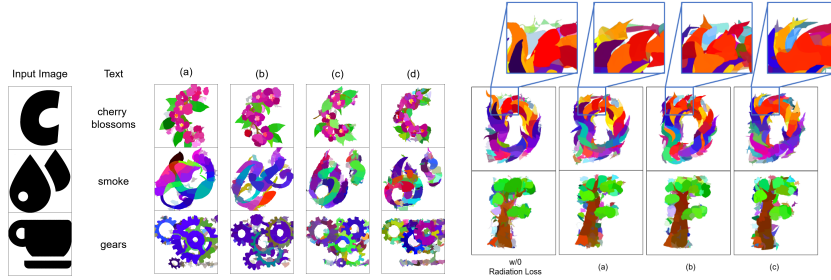 Input Image Text (a) (b) (c) (d)
cherry
blossoms
smoke
gears
w/0
Radiation Loss
(a) (b) (c)